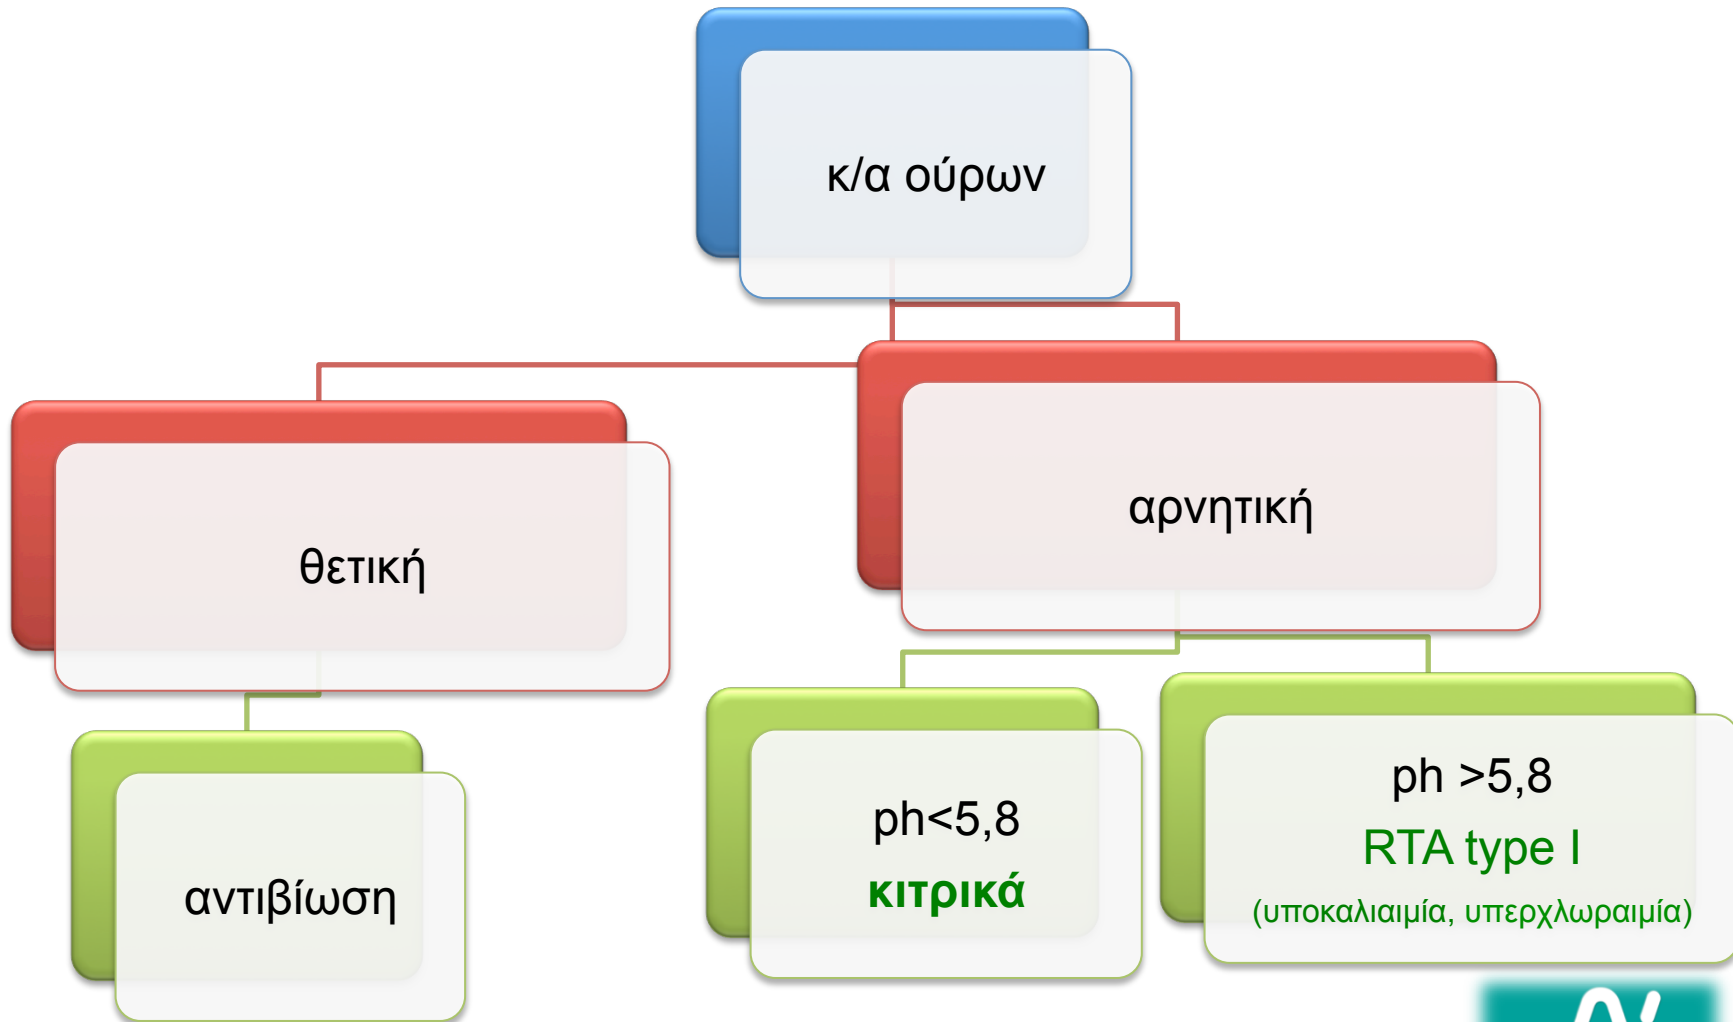 κ/α ούρων
αρνητική
θετική
ph<5,8
κιτρικά
ph >5,8
RTA type I
(υποκαλιαιμία, υπερχλωραιμία)
αντιβίωση